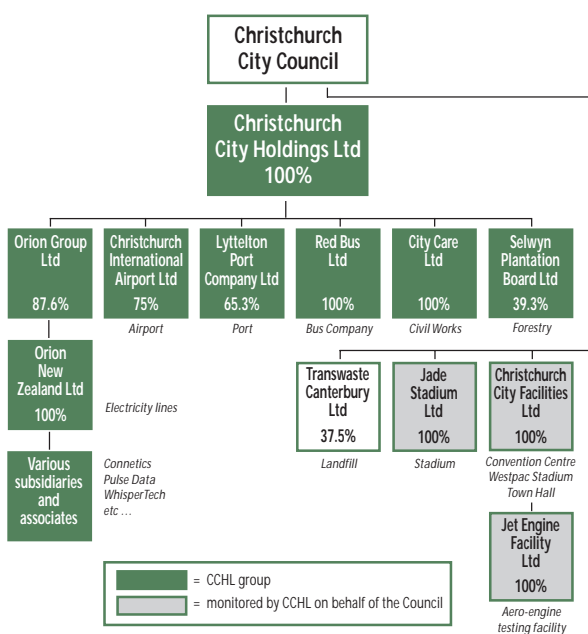 Christchurch
City Council
Christchurch
City Holdings Ltd
100%
Orion Group
Ltd
87.6%
Christchurch
International
Airport Ltd
75%
Airport
Lyttelton
Port
Company Ltd
65.3%
Port
Red Bus
Ltd
100%
Bus Company
City Care
Ltd
100%
Civil Works
Selwyn
Plantation
Board Ltd
39.3%
Forestry
Orion
New
Zealand Ltd
100%
Electricity lines
Transwaste
Canterbury
Ltd
37.5%
Landfill
Jade
Stadium
Ltd
100%
Stadium
Christchurch
City Facilities
Ltd
100%
Convention Centre
Westpac Stadium
Town Hall
Various
subsidiaries
and
associates
Connetics
Pulse Data
WhisperTech
etc ...
Jet Engine
Facility
Ltd
100%
Aero-engine
testing facility
= CCHL group
= monitored by CCHL on behalf of the Council